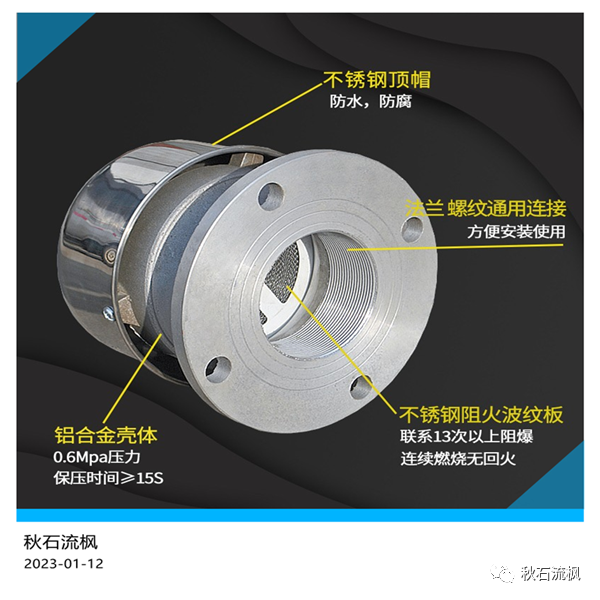 不锈钢顶帽
防水，防腐
法兰 螺纹通用连接
方便安装使用
铝合金壳体
0.6Mpa压力
保压时间≥15S
不锈钢阻火波纹板
联系13次以上阻爆
连续燃烧无回火
秋石流枫
2023-01-12
秋石流枫